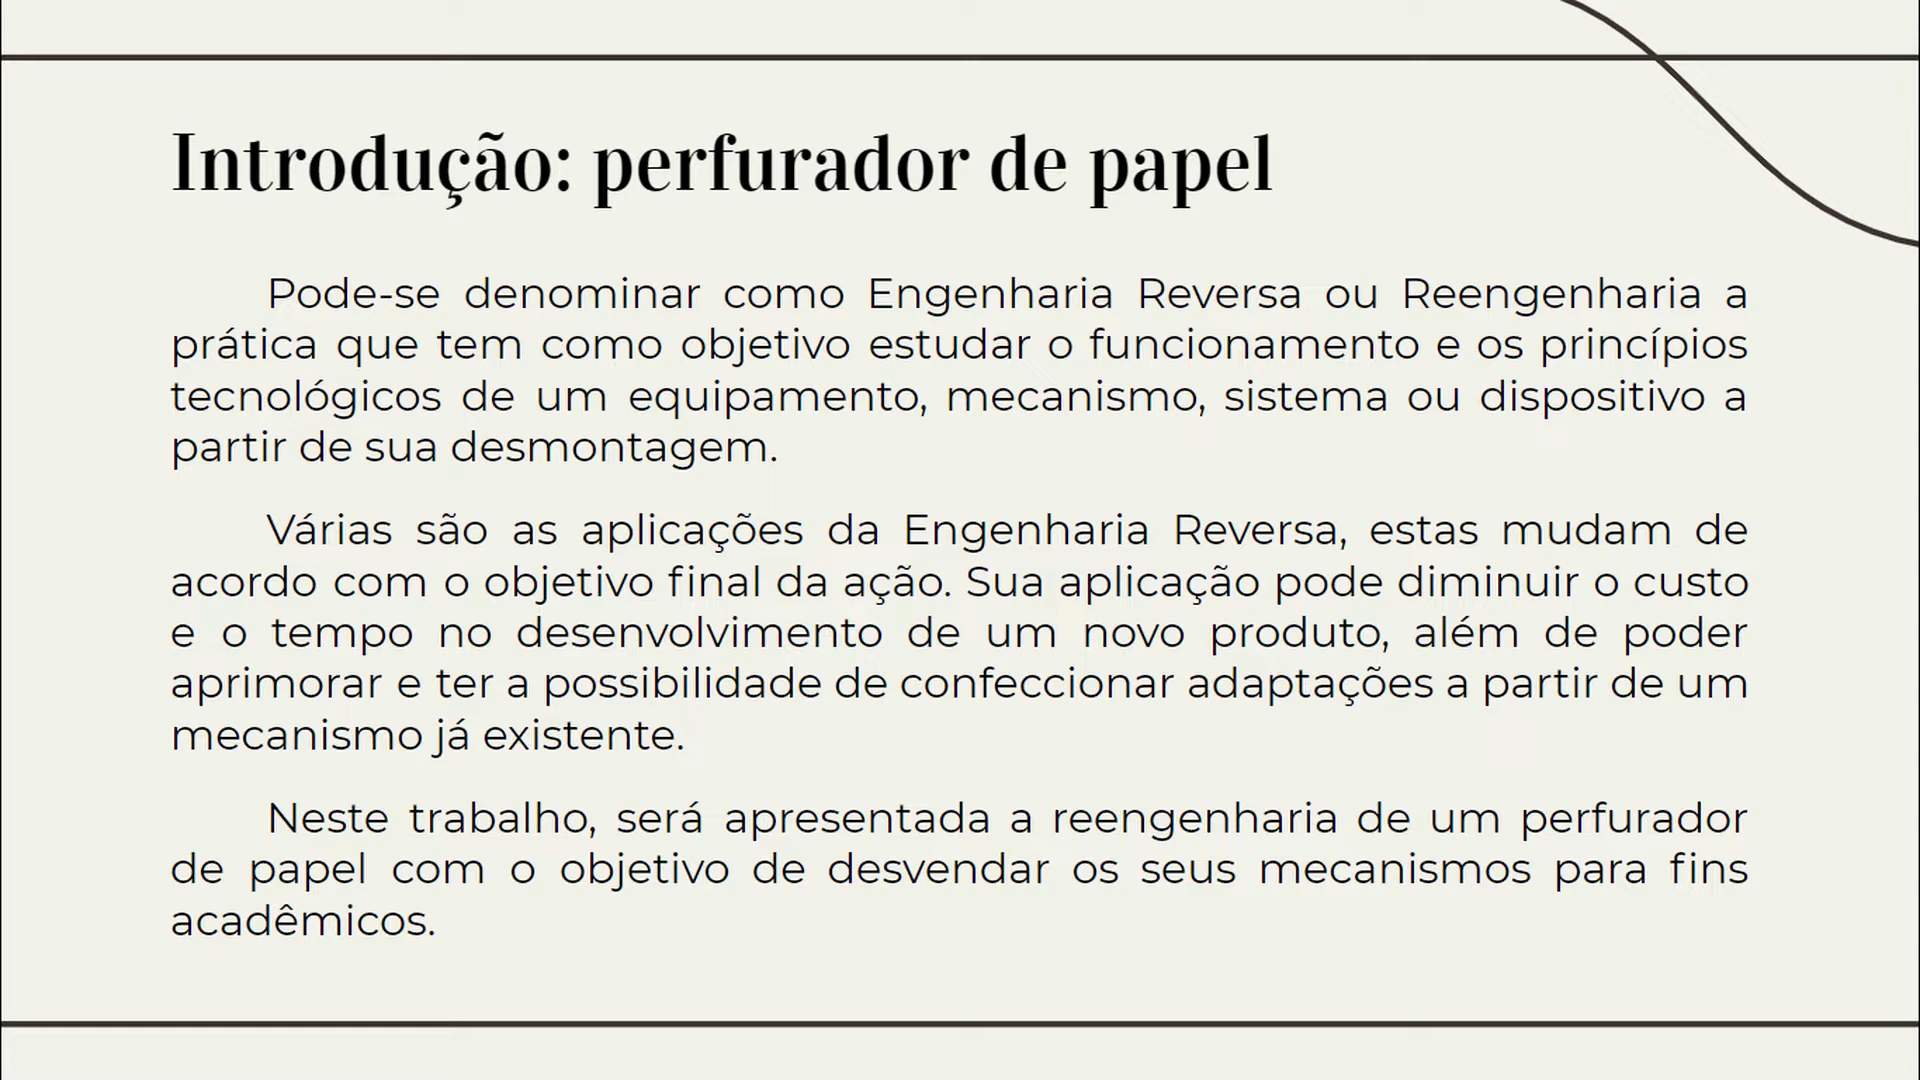 Introdução: perfurador de papel
Pode-se denominar como Engenharia Reversa ou Reengenharia a
prática que tem como objetivo estudar o funcionamento e os princípios
tecnológicos de um equipamento, mecanismo, sistema ou dispositivo a
partir de sua desmontagem.
Várias são as aplicações da Engenharia Reversa, estas mudam de
acordo com o objetivo final da ação. Sua aplicação pode diminuir o custo
e o tempo no desenvolvimento de um novo produto, além de poder
aprimorar e ter a possibilidade de confeccionar adaptações a partir de um
mecanismo já existente.
Neste trabalho, será apresentada a reengenharia de um perfurador
de papel com o objetivo de desvendar os seus mecanismos para fins
acadêmicos.